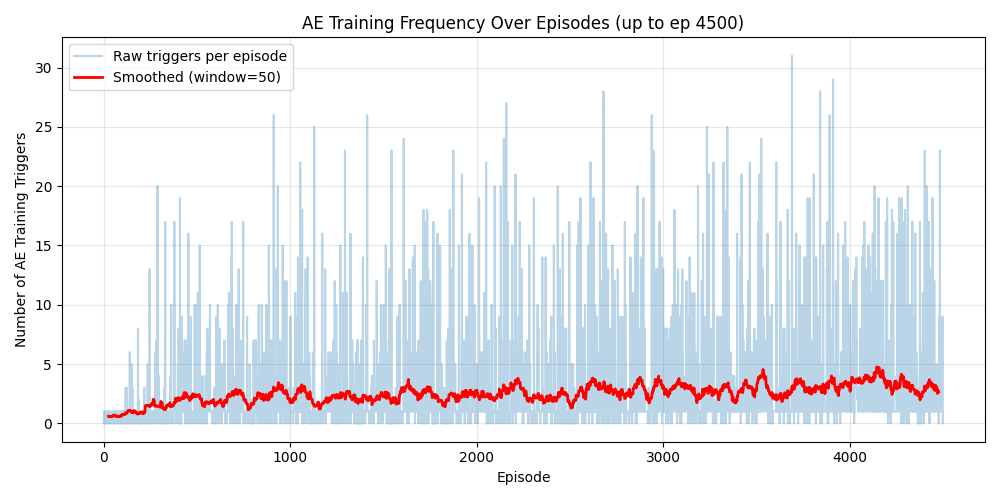 AE Training Frequency Over Episodes (up to ep 4500)
Raw triggers per episode
Smoothed (window=50)
Number of AE Training Triggers
30
25
20
15
10
5
0
0 1000 2000 3000 4000
Episode